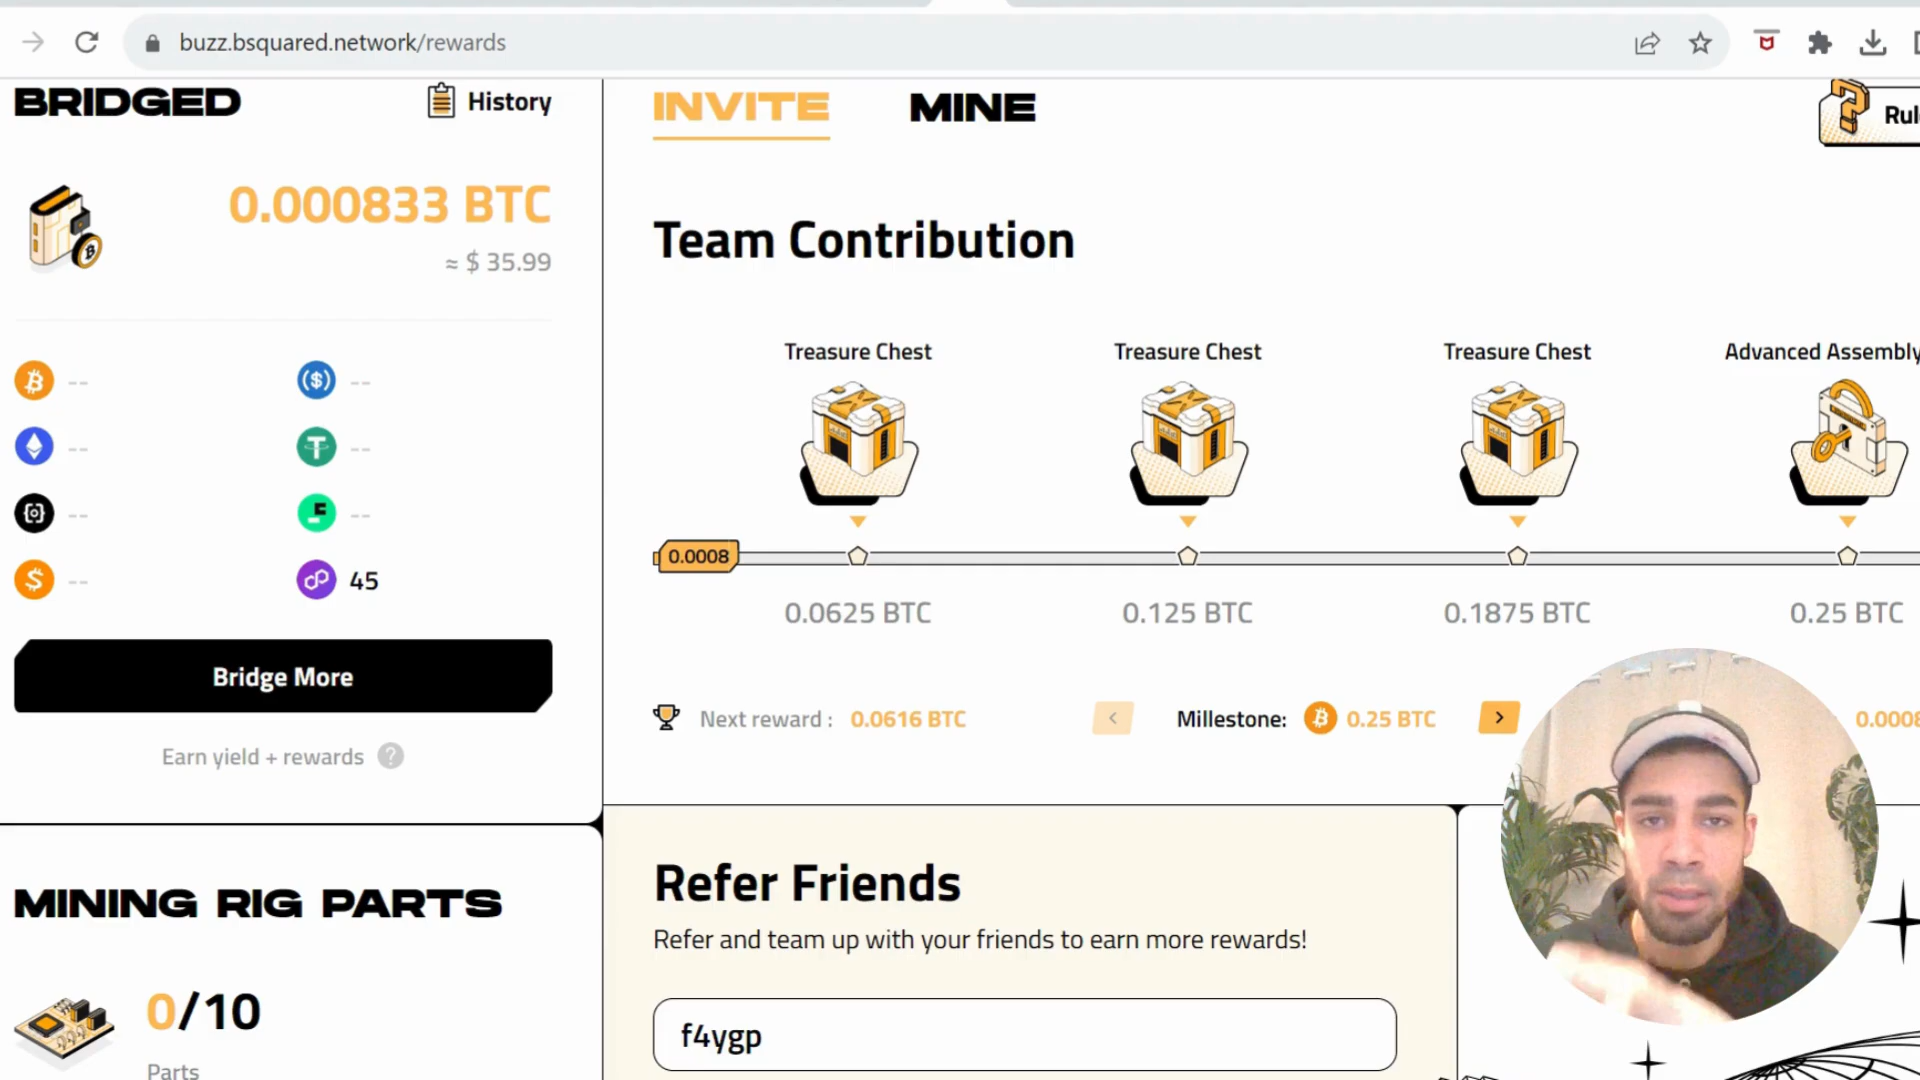 buzz.bsquared.network/rewards
BRIDGED
History
0.000833 BTC
≈ $ 35.99
--
--
--
--
--
--
--
45
Bridge More
Earn yield + rewards ?
MINING RIG PARTS
0/10
Parts
INVITE
MINE
Team Contribution
Treasure Chest
Treasure Chest
Treasure Chest
Advanced Assembly
0.0008
0.0625 BTC
0.125 BTC
0.1875 BTC
0.25 BTC
Next reward : 0.0616 BTC
Millestone: 0.25 BTC
Refer Friends
Refer and team up with your friends to earn more rewards!
f4ygp